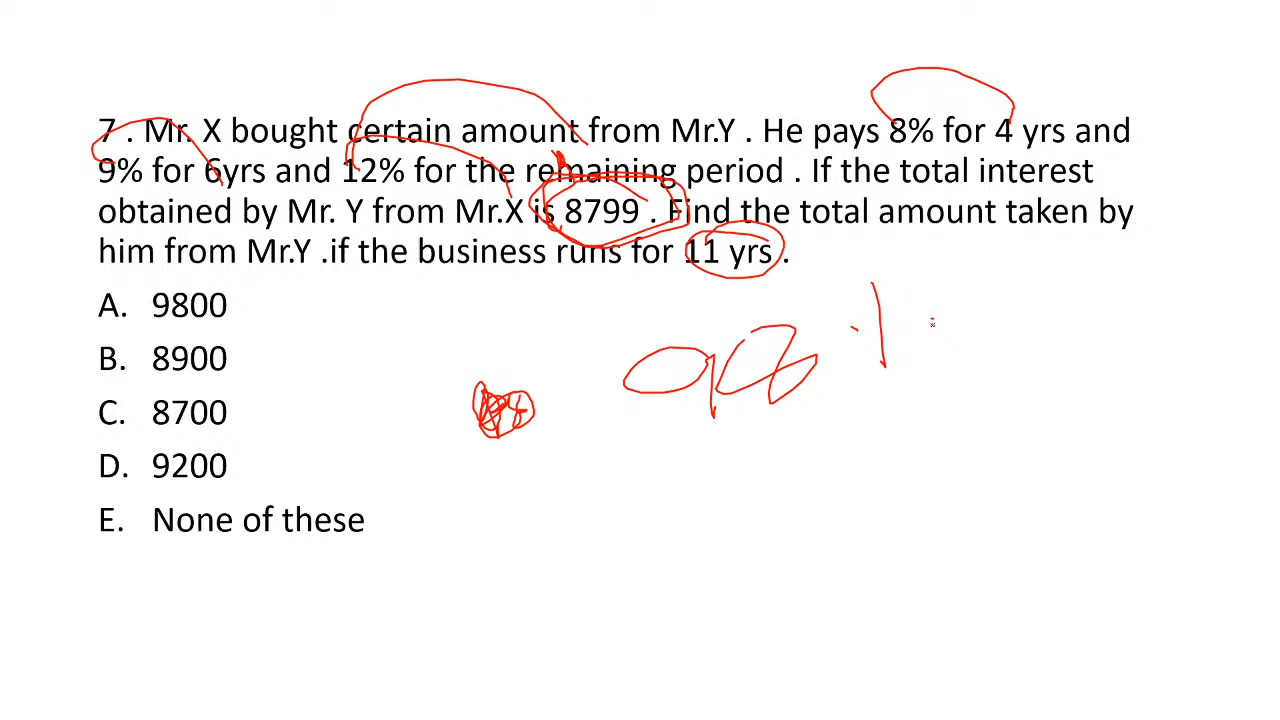 7 . Mr. X bought certain amount from Mr.Y . He pays 8% for 4 yrs and
9% for 6yrs and 12% for the remaining period . If the total interest
obtained by Mr. Y from Mr.X is 8799 . Find the total amount taken by
him from Mr.Y .if the business runs for 11 yrs .
A. 9800
B. 8900
C. 8700
D. 9200
E. None of these